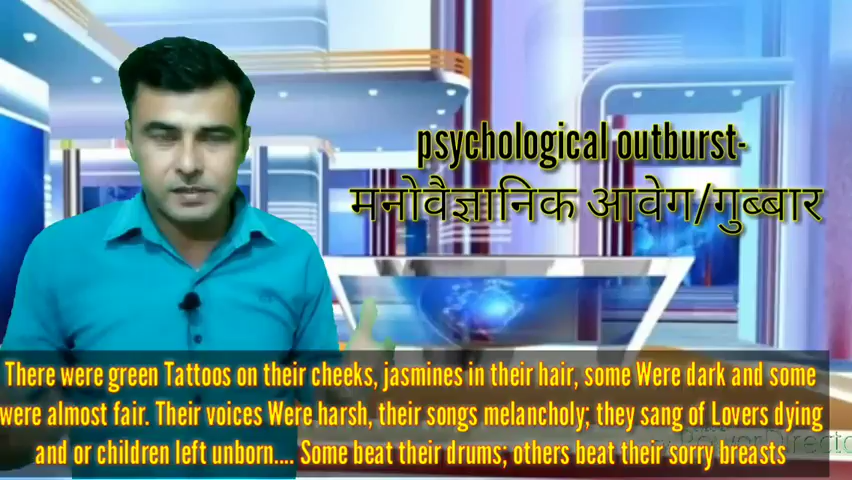 psychological outburst-
मनोवैज्ञानिक आवेग/गुब्बार
There were green Tattoos on their cheeks, jasmines in their hair, some Were dark and some
were almost fair. Their voices Were harsh, their songs melancholy; they sang of Lovers dying
and or children left unborn.... Some beat their drums; others beat their sorry breasts
PowerDirecto